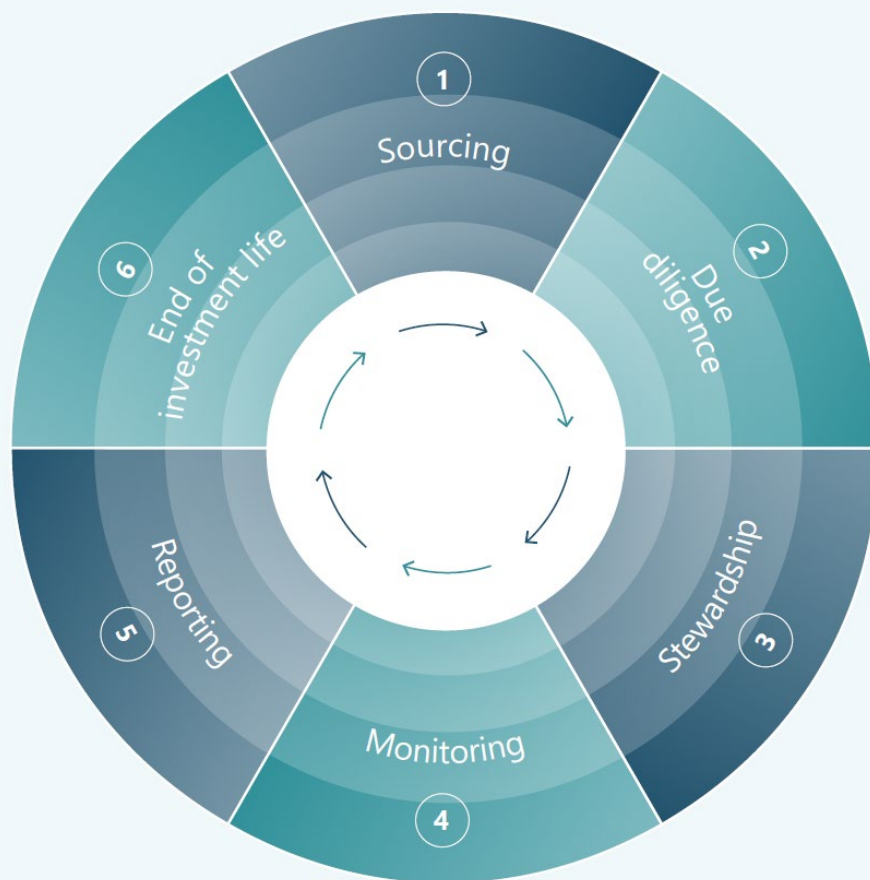 1
Sourcing
2
Due
diligence
3
Stewardship
4
Monitoring
5
Reporting
6
End of
investment life